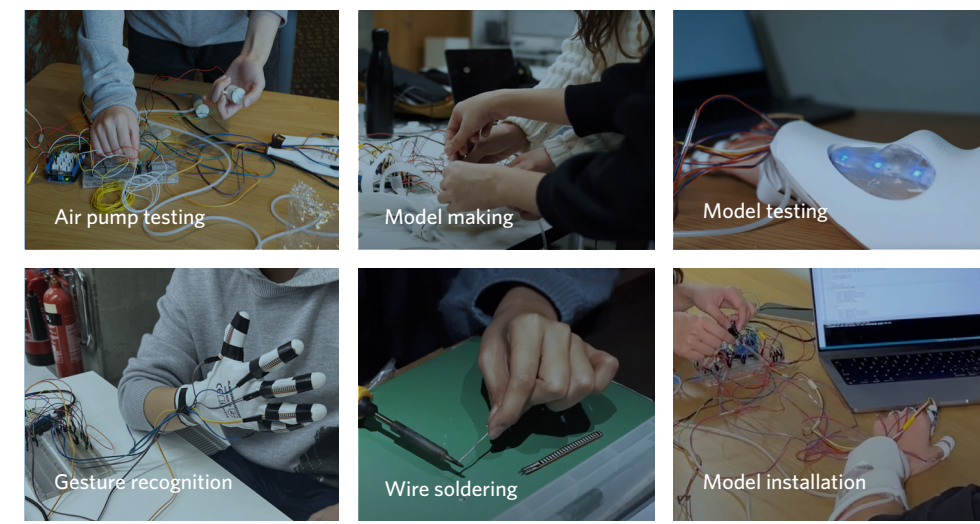 Air pump testing
Model making
Model testing
Gesture recognition
Wire soldering
Model installation